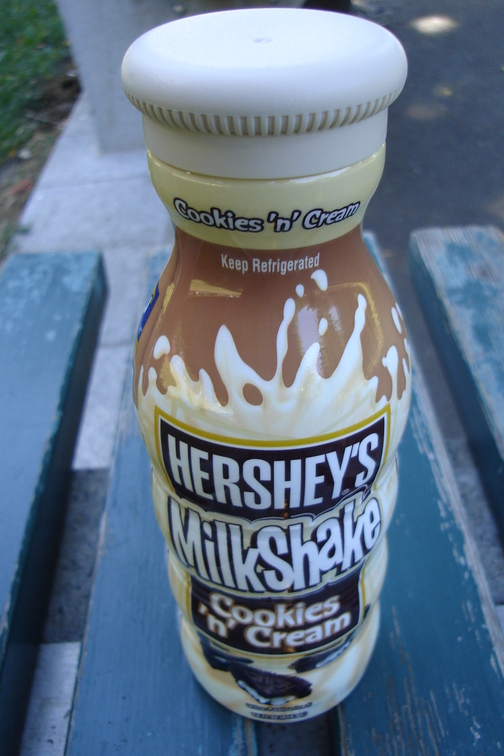 Cookies 'n' Cream
Keep Refrigerated
HERSHEY'S
MilkShake
Cookies
'n' Cream